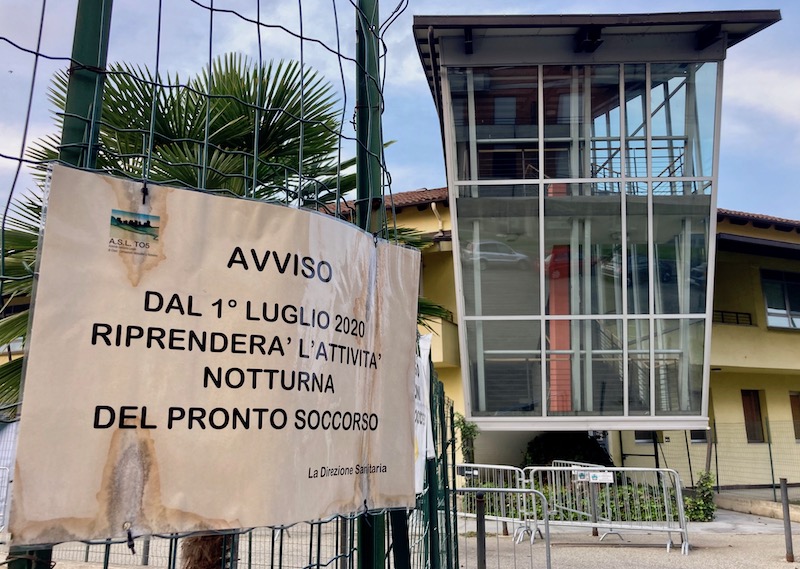 A.S.L. TO5
AVVISO
DAL 1° LUGLIO 2020
RIPRENDERA' L'ATTIVITA'
NOTTURNA
DEL PRONTO SOCCORSO
La Direzione Sanitaria